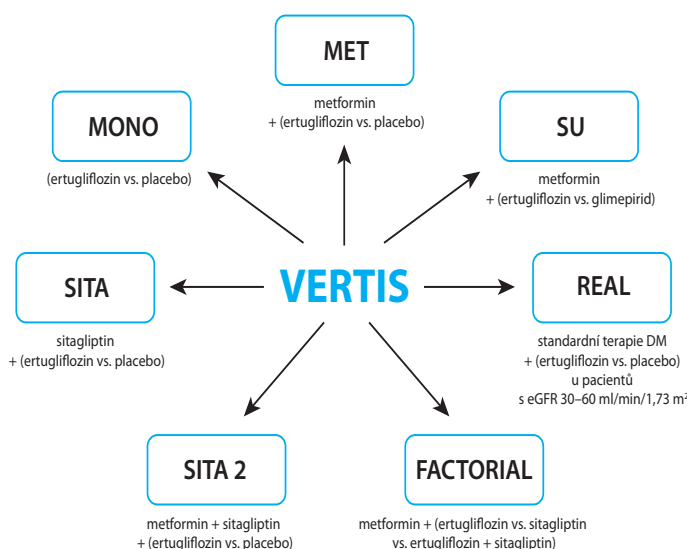 MET
metformin
+ (ertugliflozin vs. placebo)
MONO
(ertugliflozin vs. placebo)
SU
metformin
+ (ertugliflozin vs. glimepirid)
VERTIS
SITA
sitagliptin
+ (ertugliflozin vs. placebo)
REAL
standardní terapie DM
+ (ertugliflozin vs. placebo)
u pacientů
s eGFR 30–60 ml/min/1,73 m²
SITA 2
metformin + sitagliptin
+ (ertugliflozin vs. placebo)
FACTORIAL
metformin + (ertugliflozin vs. sitagliptin
vs. ertugliflozin + sitagliptin)